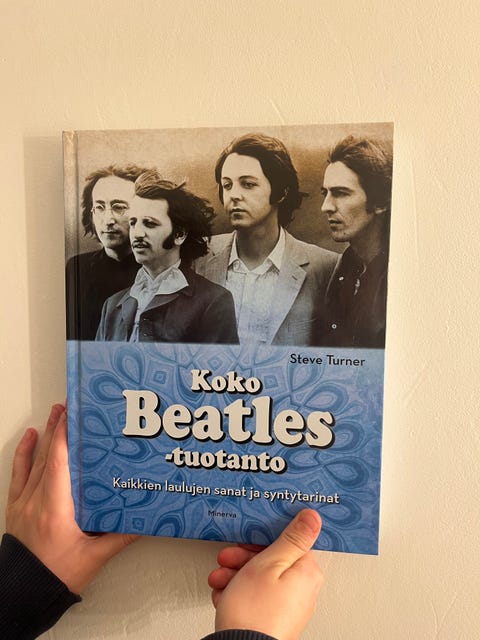 Steve Turner
Koko
Beatles
-tuotanto
Kaikkien laulujen sanat ja syntytarinat
Minerva